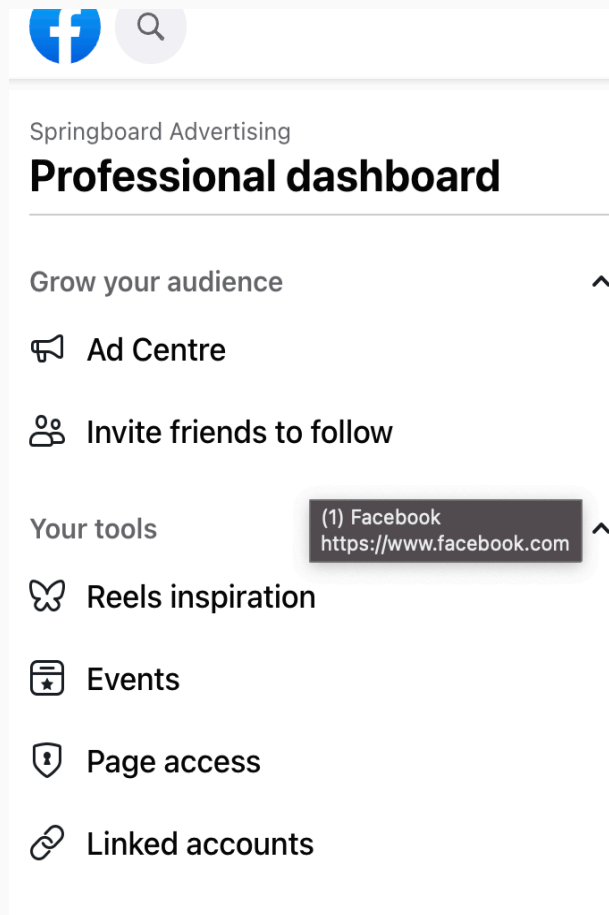 Springboard Advertising
Professional dashboard
Grow your audience
Ad Centre
Invite friends to follow
Your tools
(1) Facebook
https://www.facebook.com
Reels inspiration
Events
Page access
Linked accounts